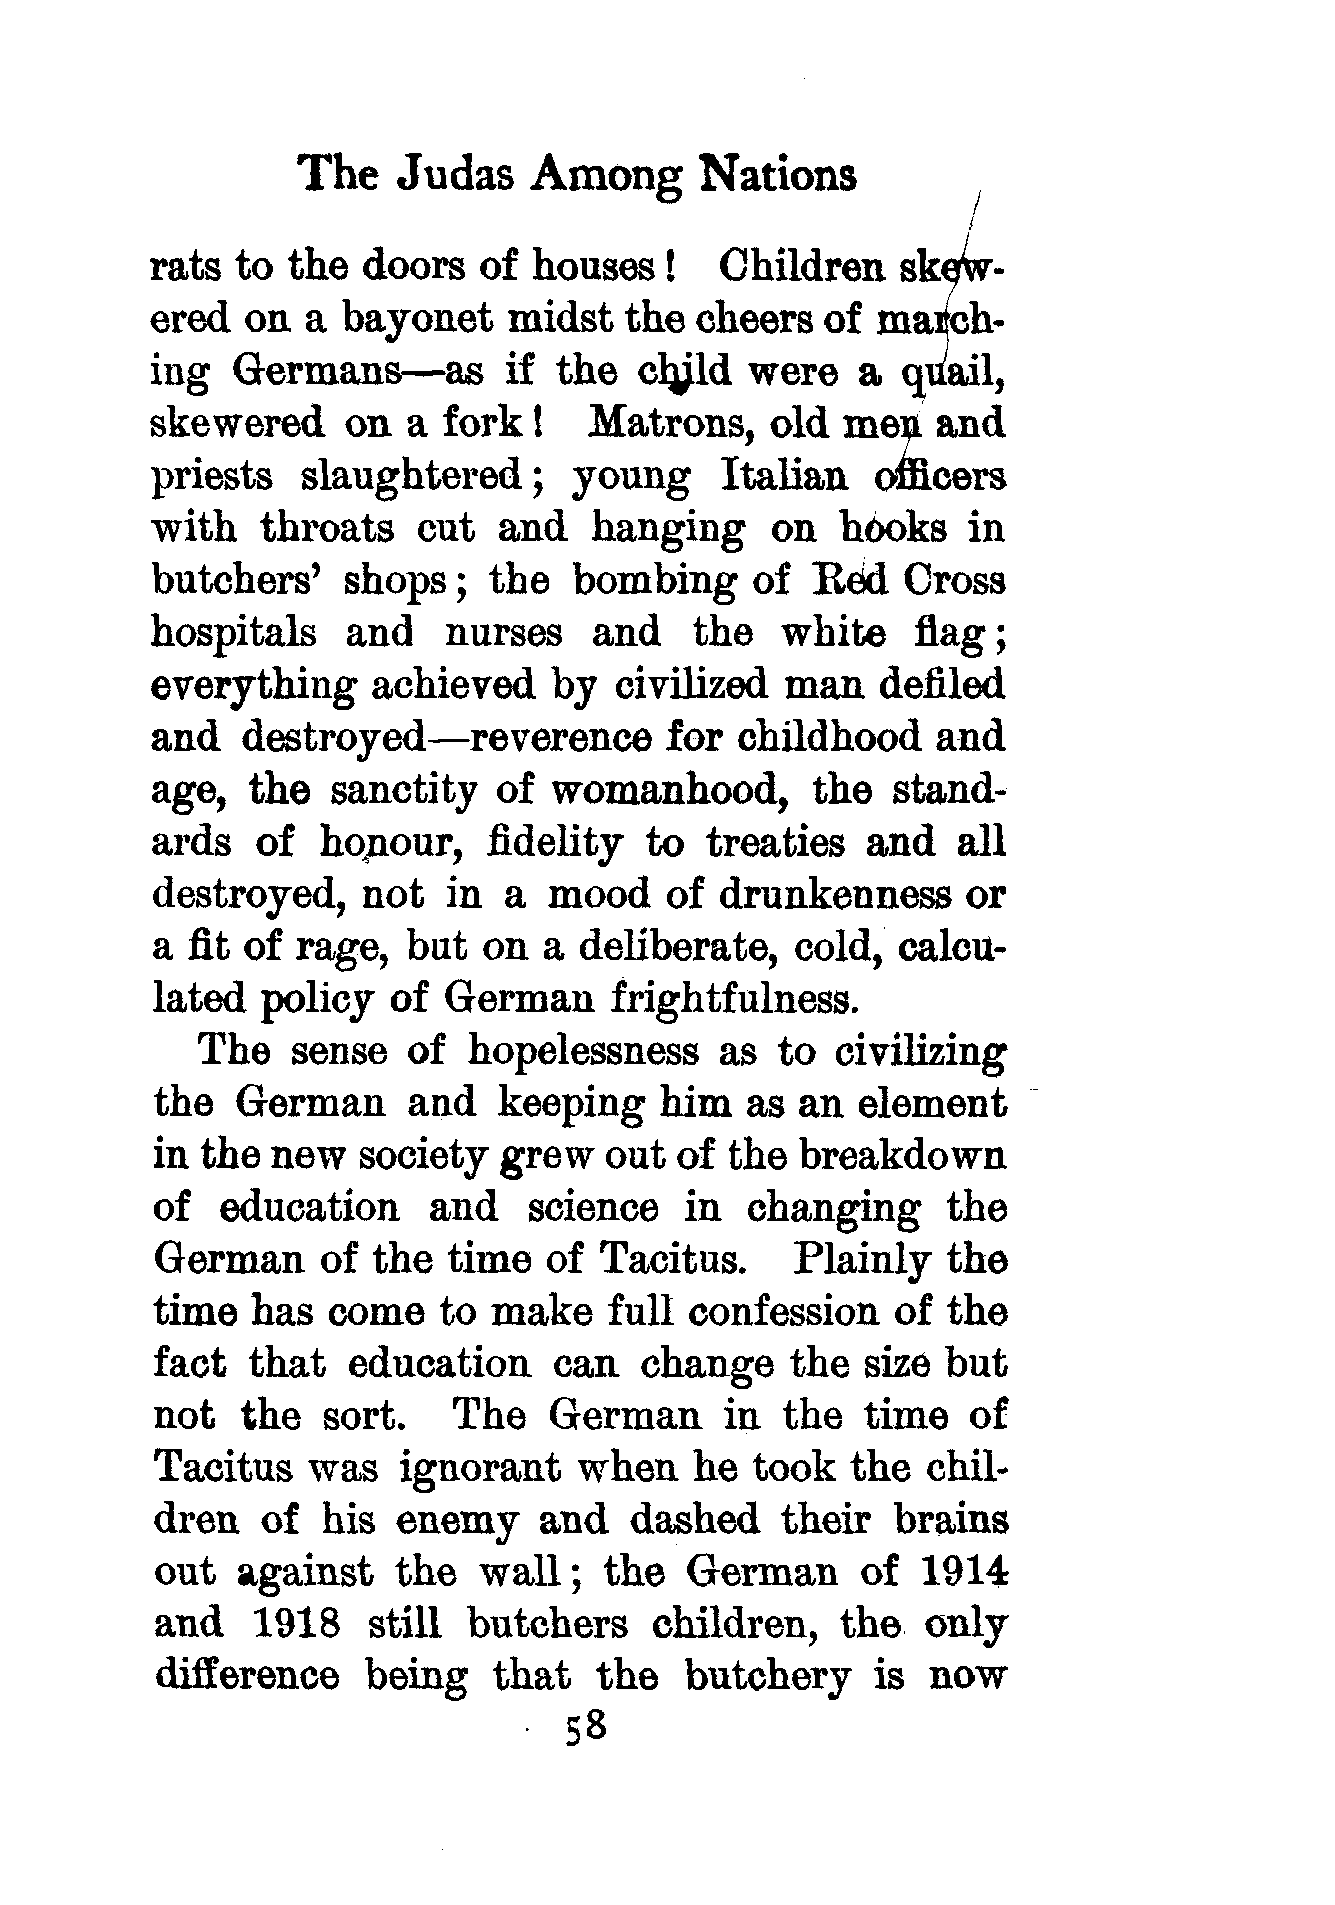 The Judas Among Nations
rats to the doors of houses! Children skew-
ered on a bayonet midst the cheers of march-
ing Germans—as if the child were a quail,
skewered on a fork! Matrons, old men and
priests slaughtered; young Italian officers
with throats cut and hanging on hooks in
butchers' shops; the bombing of Red Cross
hospitals and nurses and the white flag;
everything achieved by civilized man defiled
and destroyed—reverence for childhood and
age, the sanctity of womanhood, the stand-
ards of honour, fidelity to treaties and all
destroyed, not in a mood of drunkenness or
a fit of rage, but on a deliberate, cold, calcu-
lated policy of German frightfulness.
The sense of hopelessness as to civilizing
the German and keeping him as an element
in the new society grew out of the breakdown
of education and science in changing the
German of the time of Tacitus. Plainly the
time has come to make full confession of the
fact that education can change the size but
not the sort. The German in the time of
Tacitus was ignorant when he took the chil-
dren of his enemy and dashed their brains
out against the wall; the German of 1914
and 1918 still butchers children, the only
difference being that the butchery is now
58